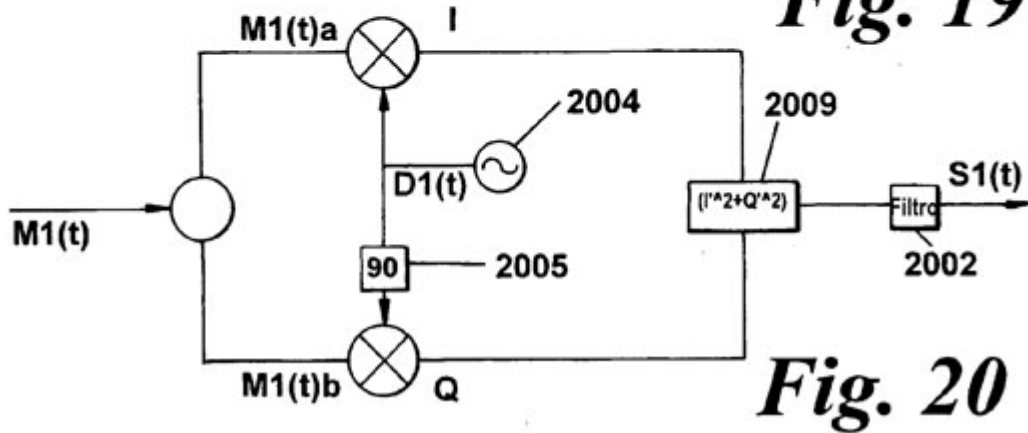 Fig. 19
M1(t)a
I
2004
2009
D1(t)
(I'^2+Q'^2)
S1(t)
M1(t)
Filtro
90
2005
2002
M1(t)b
Q
Fig. 20